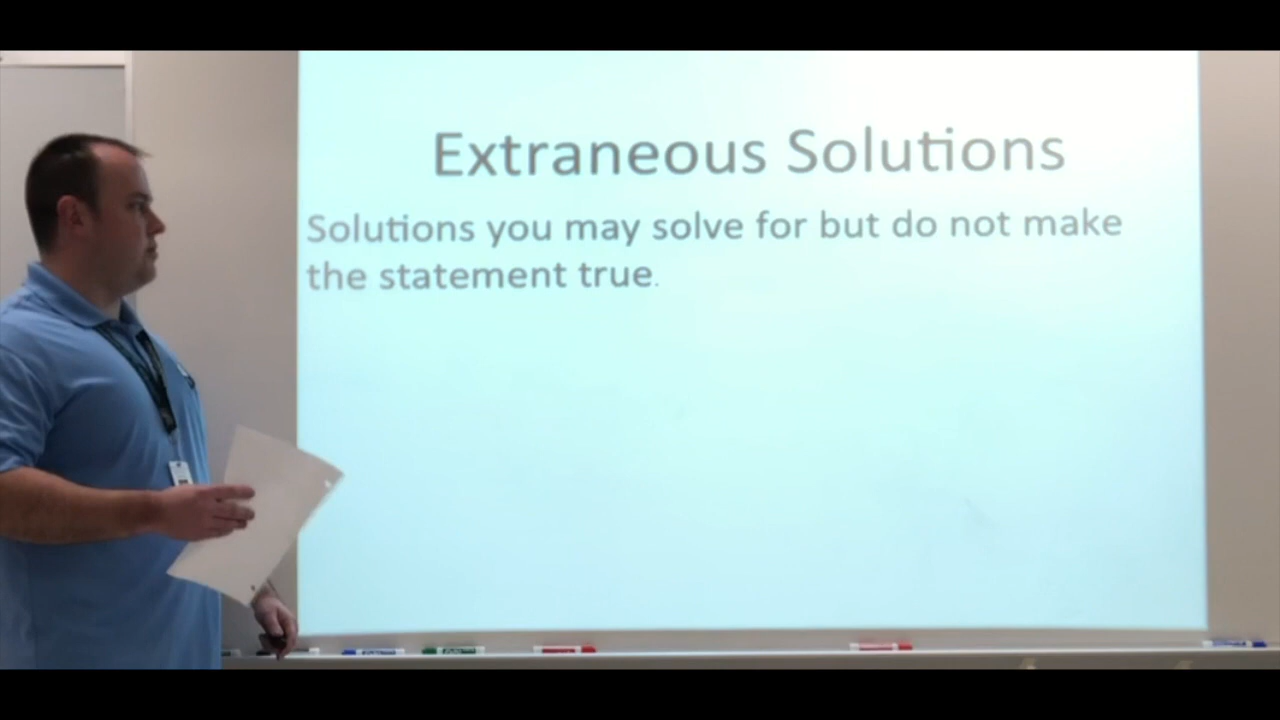 Extraneous Solutions
Solutions you may solve for but do not make
the statement true.